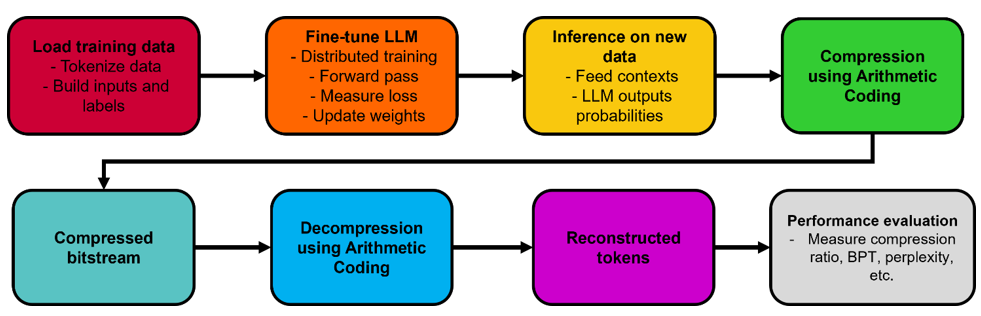 Load training data
- Tokenize data
- Build inputs and
labels
Fine-tune LLM
- Distributed training
- Forward pass
- Measure loss
- Update weights
Inference on new
data
- Feed contexts
- LLM outputs
probabilities
Compression
using Arithmetic
Coding
Compressed
bitstream
Decompression
using Arithmetic
Coding
Reconstructed
tokens
Performance evaluation
- Measure compression
ratio, BPT, perplexity,
etc.